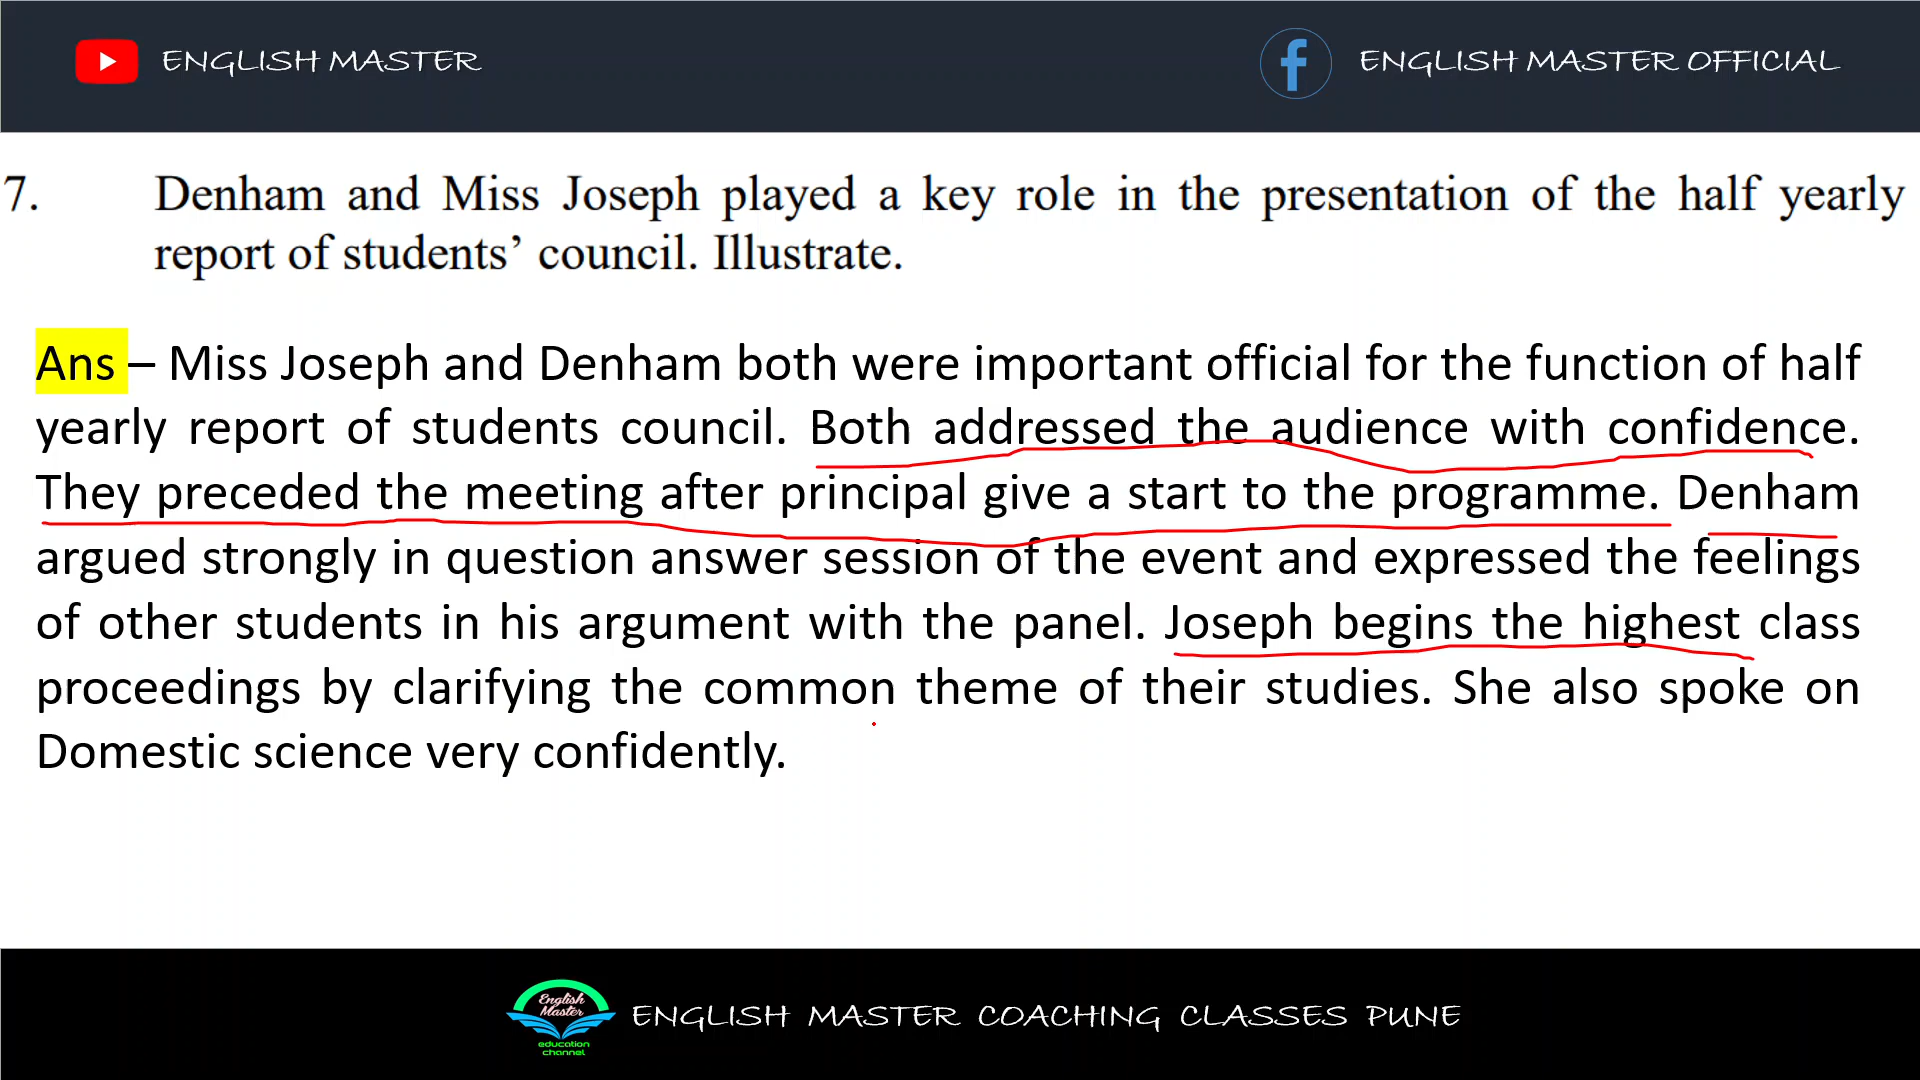 ENGLISH MASTER
ENGLISH MASTER OFFICIAL
7. Denham and Miss Joseph played a key role in the presentation of the half yearly
report of students’ council. Illustrate.
Ans – Miss Joseph and Denham both were important official for the function of half
yearly report of students council. Both addressed the audience with confidence.
They preceded the meeting after principal give a start to the programme. Denham
argued strongly in question answer session of the event and expressed the feelings
of other students in his argument with the panel. Joseph begins the highest class
proceedings by clarifying the common theme of their studies. She also spoke on
Domestic science very confidently.
English
Master
education
channel
ENGLISH MASTER COACHING CLASSES PUNE